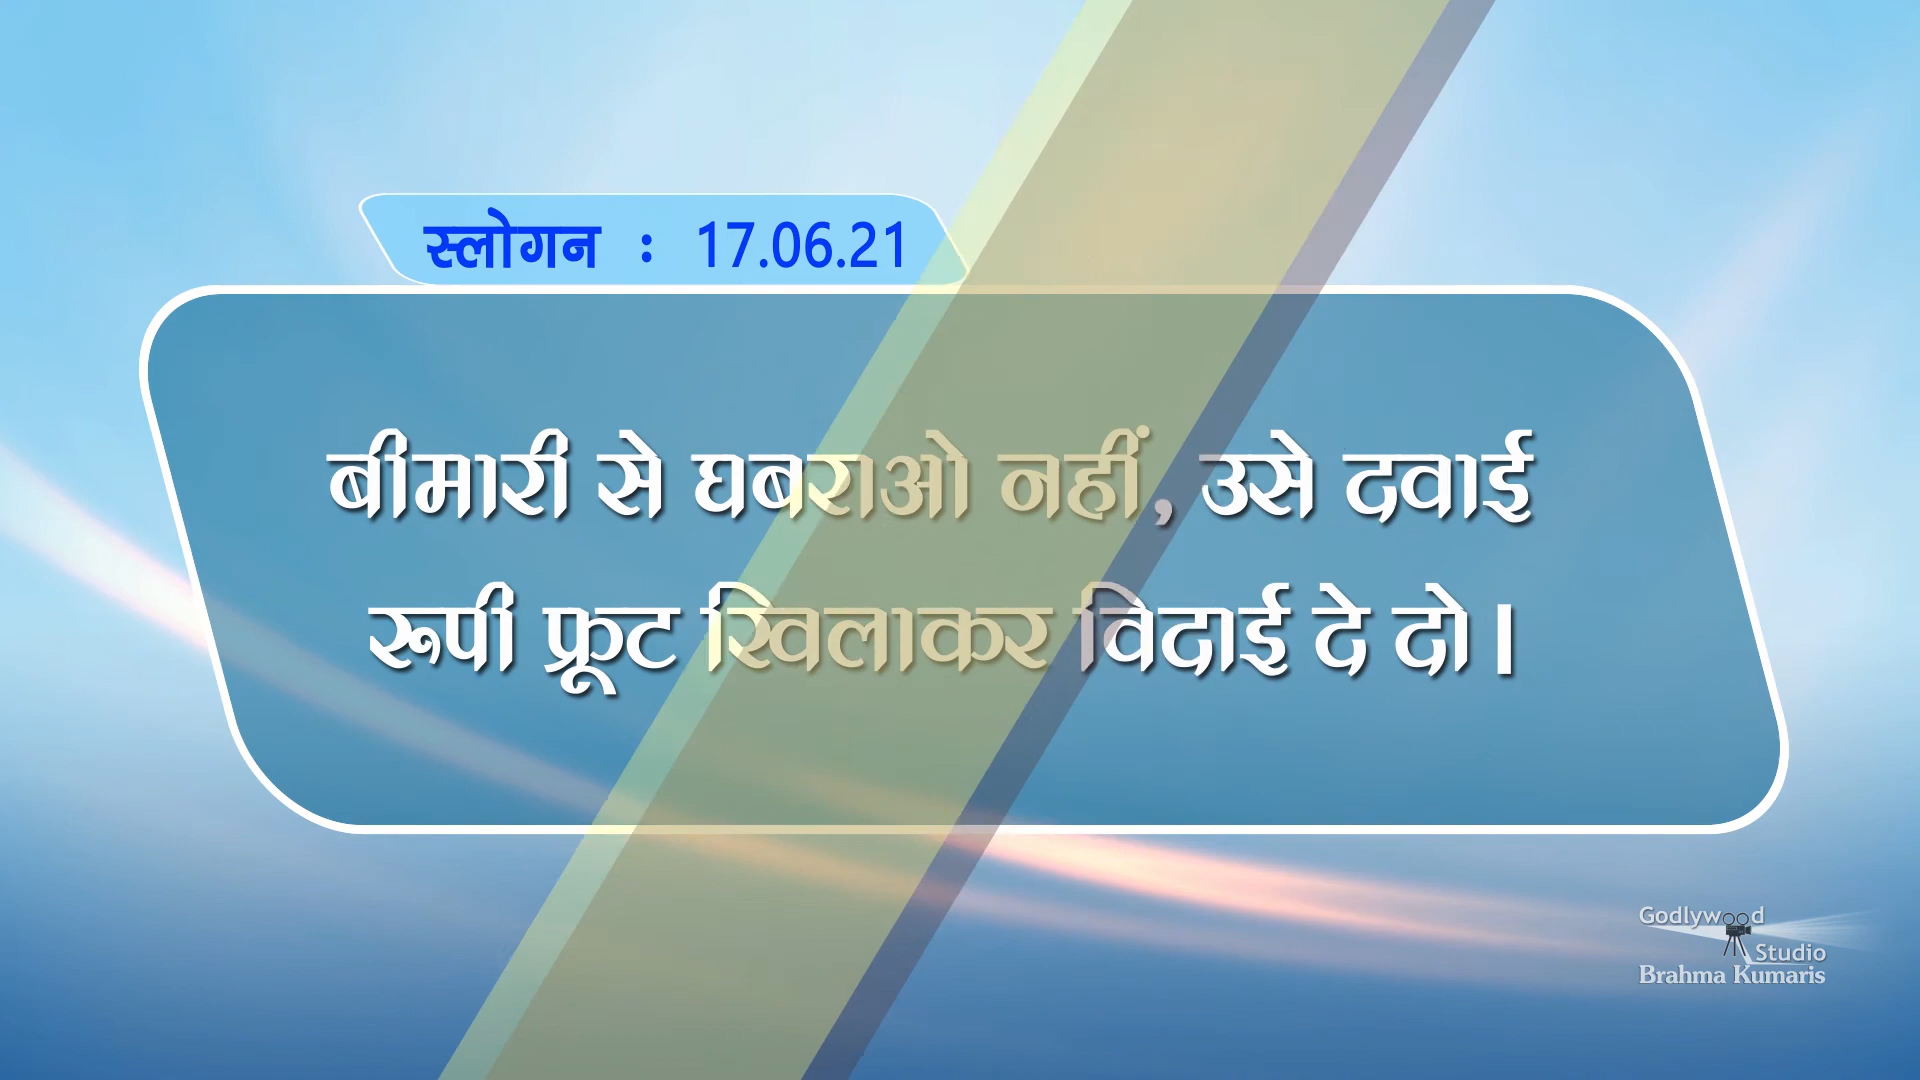 स्लोगन : 17.06.21
बीमारी से घबराओ नहीं, उसे दवाई
रूपी फ्रूट खिलाकर विदाई दे दो।
Godlywood
Studio
Brahma Kumaris